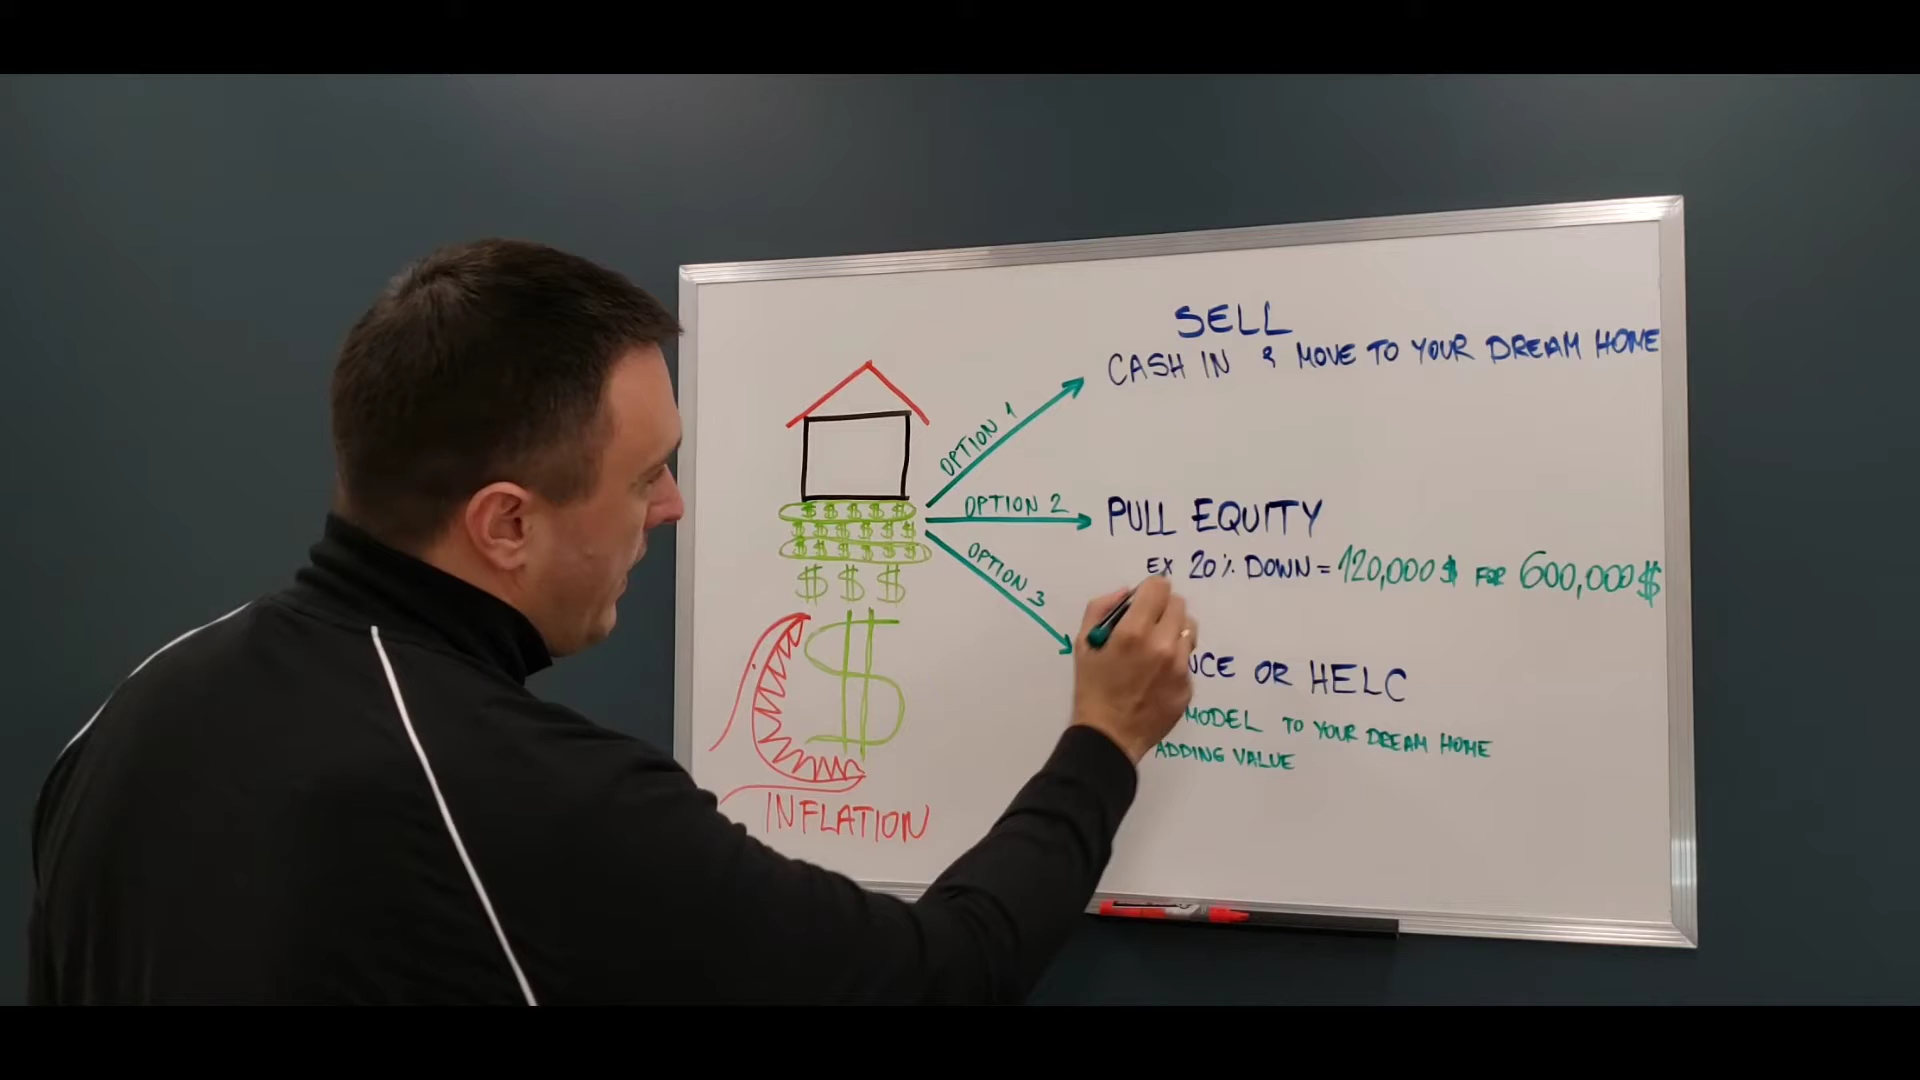 SELL
CASH IN & MOVE TO YOUR DREAM HOME
OPTION 1
OPTION 2
PULL EQUITY
EX 20% DOWN = 120,000$ FOR 600,000$
OPTION 3
NCE OR HELC
MODEL TO YOUR DREAM HOME
ADDING VALUE
$ $ $ $ $
$ $ $ $ $ $
$ $ $ $ $ $
$ $ $
$
INFLATION